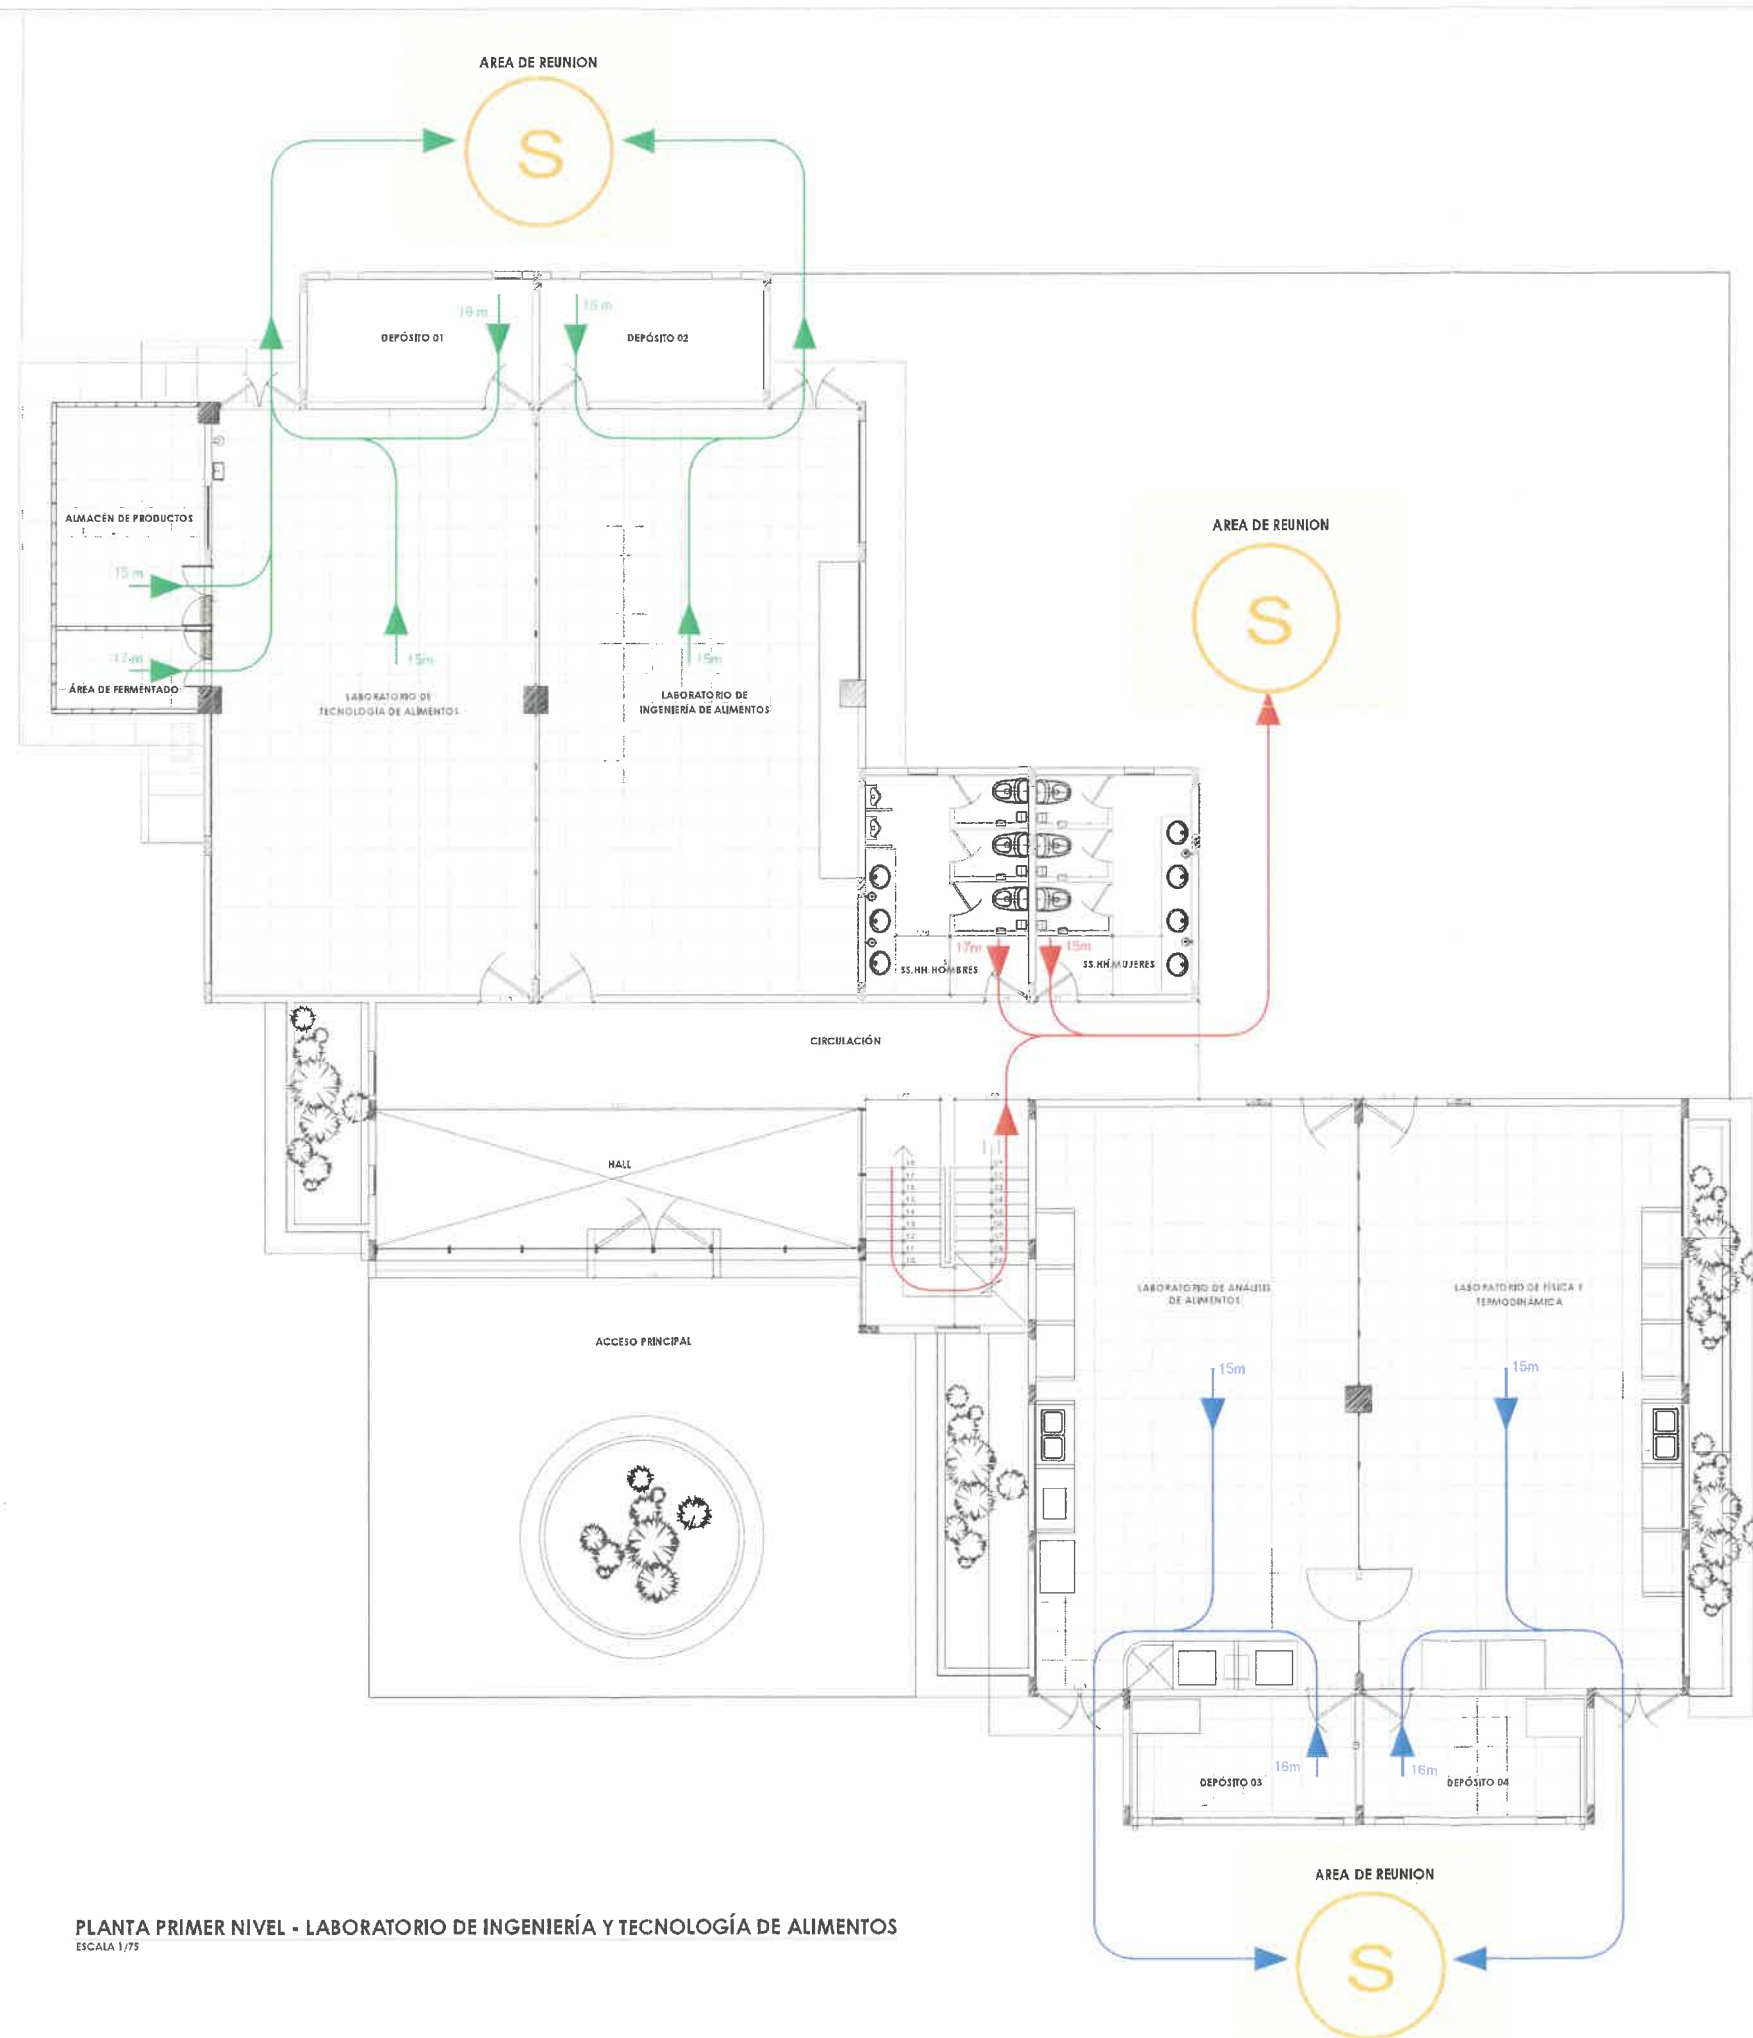 AREA DE REUNION
S
16 m
16 m
DEPÓSITO 01
DEPÓSITO 02
ALMACÉN DE PRODUCTOS
15 m
17 m
ÁREA DE FERMENTADO
15m
15m
LABORATORIO DE
TECNOLOGÍA DE ALIMENTOS
LABORATORIO DE
INGENIERÍA DE ALIMENTOS
AREA DE REUNION
S
17m
15m
SS.HH.HOMBRES
SS.HH.MUJERES
CIRCULACIÓN
HALL
ACCESO PRINCIPAL
LABORATORIO DE ANÁLISIS
DE ALIMENTOS
LABORATORIO DE FÍSICA Y
TERMODINÁMICA
15m
15m
16m
16m
DEPÓSITO 03
DEPÓSITO 04
AREA DE REUNION
S
PLANTA PRIMER NIVEL - LABORATORIO DE INGENIERÍA Y TECNOLOGÍA DE ALIMENTOS
ESCALA 1/75